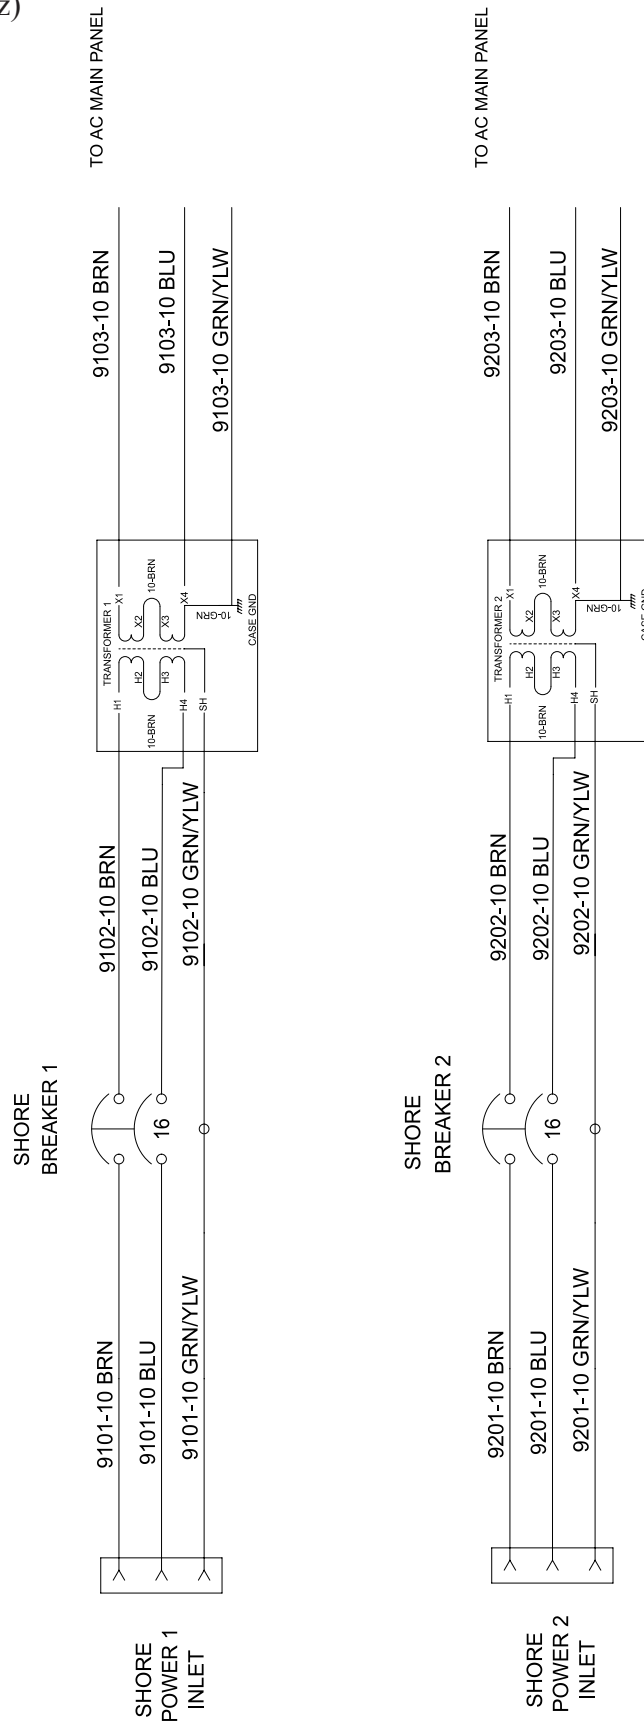 z)
TO AC MAIN PANEL
9103-10 BRN
9103-10 BLU
9103-10 GRN/YLW
TRANSFORMER 1
X1
X2
X3
X4
10-BRN
10-GRN
CASE GND
H1
H2
H3
H4
SH
10-BRN
9102-10 BRN
9102-10 BLU
9102-10 GRN/YLW
SHORE
BREAKER 1
16
9101-10 BRN
9101-10 BLU
9101-10 GRN/YLW
SHORE
POWER 1
INLET
TO AC MAIN PANEL
9203-10 BRN
9203-10 BLU
9203-10 GRN/YLW
TRANSFORMER 2
X1
X2
X3
X4
10-BRN
10-GRN
CASE GND
H1
H2
H3
H4
SH
10-BRN
9202-10 BRN
9202-10 BLU
9202-10 GRN/YLW
SHORE
BREAKER 2
16
9201-10 BRN
9201-10 BLU
9201-10 GRN/YLW
SHORE
POWER 2
INLET